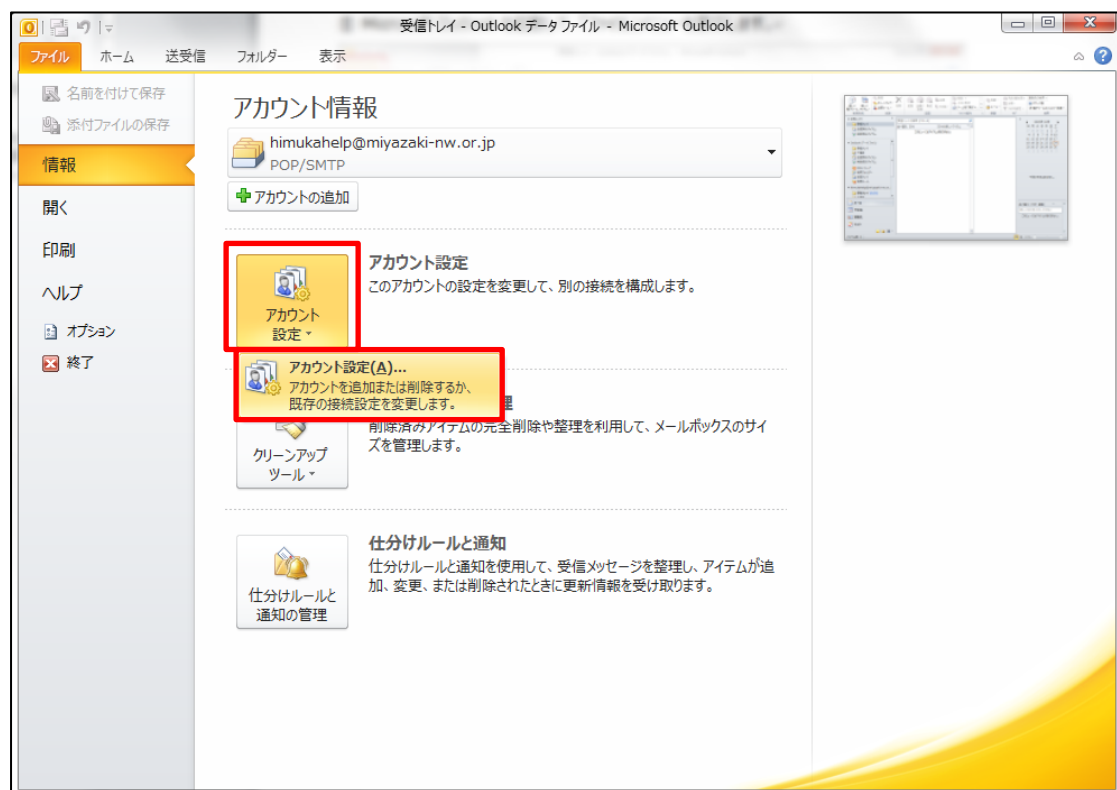 受信トレイ - Outlook データ ファイル - Microsoft Outlook
ファイル ホーム 送受信 フォルダー 表示
名前を付けて保存
添付ファイルの保存
情報
開く
印刷
ヘルプ
オプション
終了
アカウント情報
himukahelp@miyazaki-nw.or.jp
POP/SMTP
アカウントの追加
アカウント
設定
アカウント設定
このアカウントの設定を変更して、別の接続を構成します。
アカウント設定(A)...
アカウントを追加または削除するか、
既存の接続設定を変更します。
理
削除済みアイテムの完全削除や整理を利用して、メールボックスのサイ
ズを管理します。
クリーンアップ
ツール
仕分けルールと
通知の管理
仕分けルールと通知
仕分けルールと通知を使用して、受信メッセージを整理し、アイテムが追
加、変更、または削除されたときに更新情報を受け取ります。